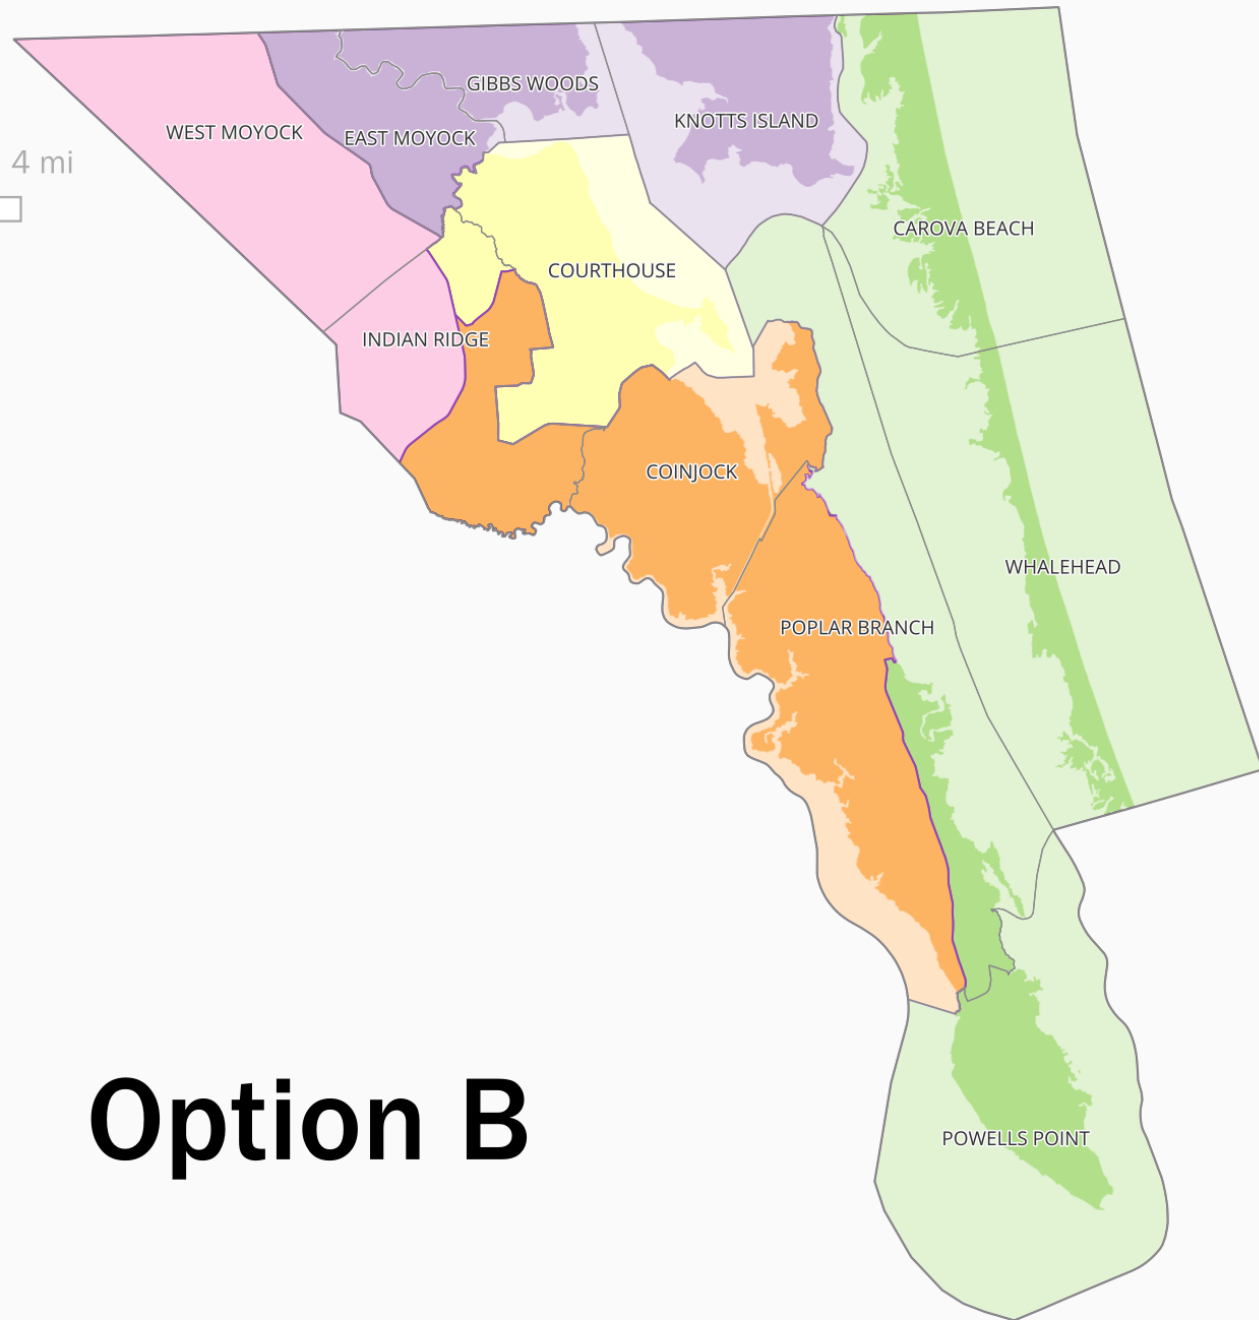 GIBBS WOODS
KNOTTS ISLAND
WEST MOYOCK
EAST MOYOCK
4 mi
CAROVA BEACH
COURTHOUSE
INDIAN RIDGE
COINJOCK
WHALEHEAD
POPLAR BRANCH
Option B
POWELLS POINT